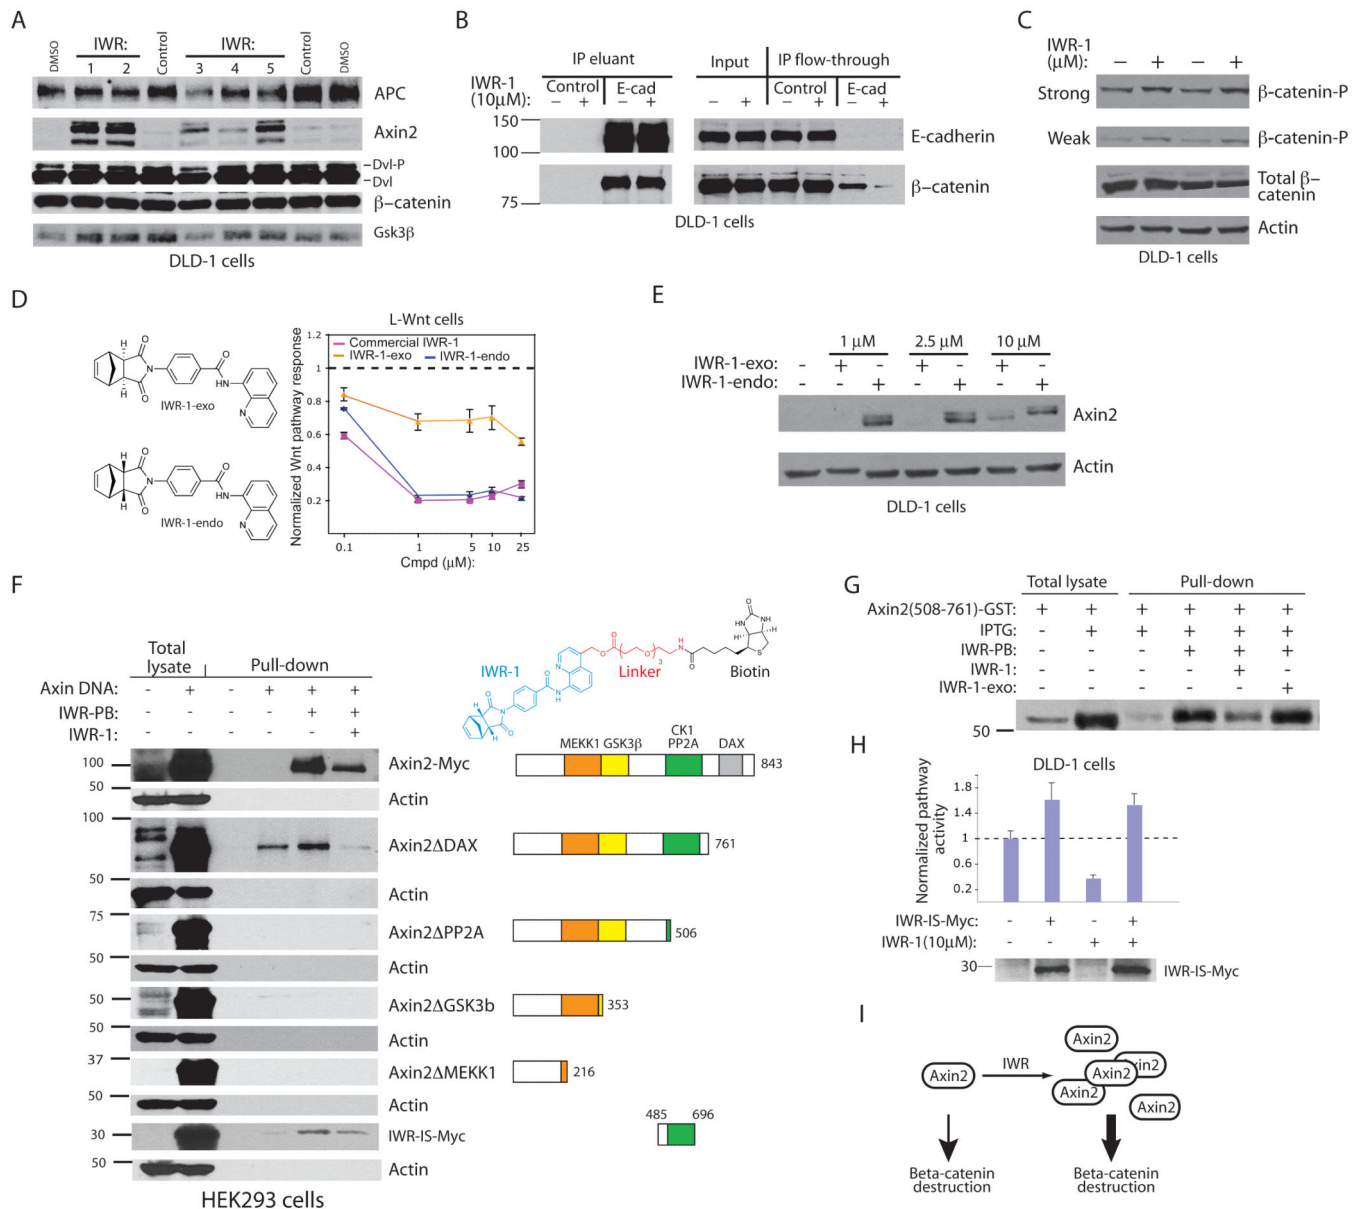 A
DMSO
IWR:
Control
IWR:
Control
DMSO
1 2 3 4 5
APC
Axin2
Dvl-P
Dvl
β-catenin
Gsk3β
DLD-1 cells
B
IP eluant
Input
IP flow-through
Control E-cad
Control E-cad
IWR-1
(10μM):
- + - +
- + - + - +
150
100
E-cadherin
75
β-catenin
DLD-1 cells
C
IWR-1
(μM):
- + - +
Strong
β-catenin-P
Weak
β-catenin-P
Total β-
catenin
Actin
DLD-1 cells
D
IWR-1-exo
IWR-1-endo
H
O
N
O
O
NH
N
H
H
O
N
O
O
NH
N
H
L-Wnt cells
Normalized Wnt pathway response
1.2
1
0.8
0.6
0.4
0.2
Commercial IWR-1
IWR-1-exo
IWR-1-endo
0.1 1 5 10 25
Cmpd (μM):
E
1 μM 2.5 μM 10 μM
IWR-1-exo: - + - + - + -
IWR-1-endo: - - + - + - +
Axin2
Actin
DLD-1 cells
F
Total
lysate
Pull-down
Axin DNA: - + - + + +
IWR-PB: - - - - + +
IWR-1: - - - - - +
100
50
Axin2-Myc
Actin
100
Axin2ΔDAX
50
Actin
75
Axin2ΔPP2A
50
Actin
50
Axin2ΔGSK3b
50
Actin
37
Axin2ΔMEKK1
50
Actin
30
IWR-IS-Myc
50
Actin
HEK293 cells
IWR-1
Linker
Biotin
O
HN
NH
S
H
N
O
O
O
3
O
N
O
NH
H
O
N
O
H
MEKK1 GSK3β
CK1
PP2A
DAX
843
761
506
353
216
485 696
G
Total lysate
Pull-down
Axin2(508-761)-GST: + + + + + +
IPTG: - + + + + +
IWR-PB: - - - + + +
IWR-1: - - - - + -
IWR-1-exo: - - - - - +
50
H
DLD-1 cells
Normalized pathway
activity
1.8
1.4
1
0.6
0.2
IWR-IS-Myc: - + - +
IWR-1(10μM): - - + +
30
IWR-IS-Myc
I
Axin2
IWR
Axin2
Axin2
Axin2
Axin2
Axin2
Beta-catenin
destruction
Beta-catenin
destruction